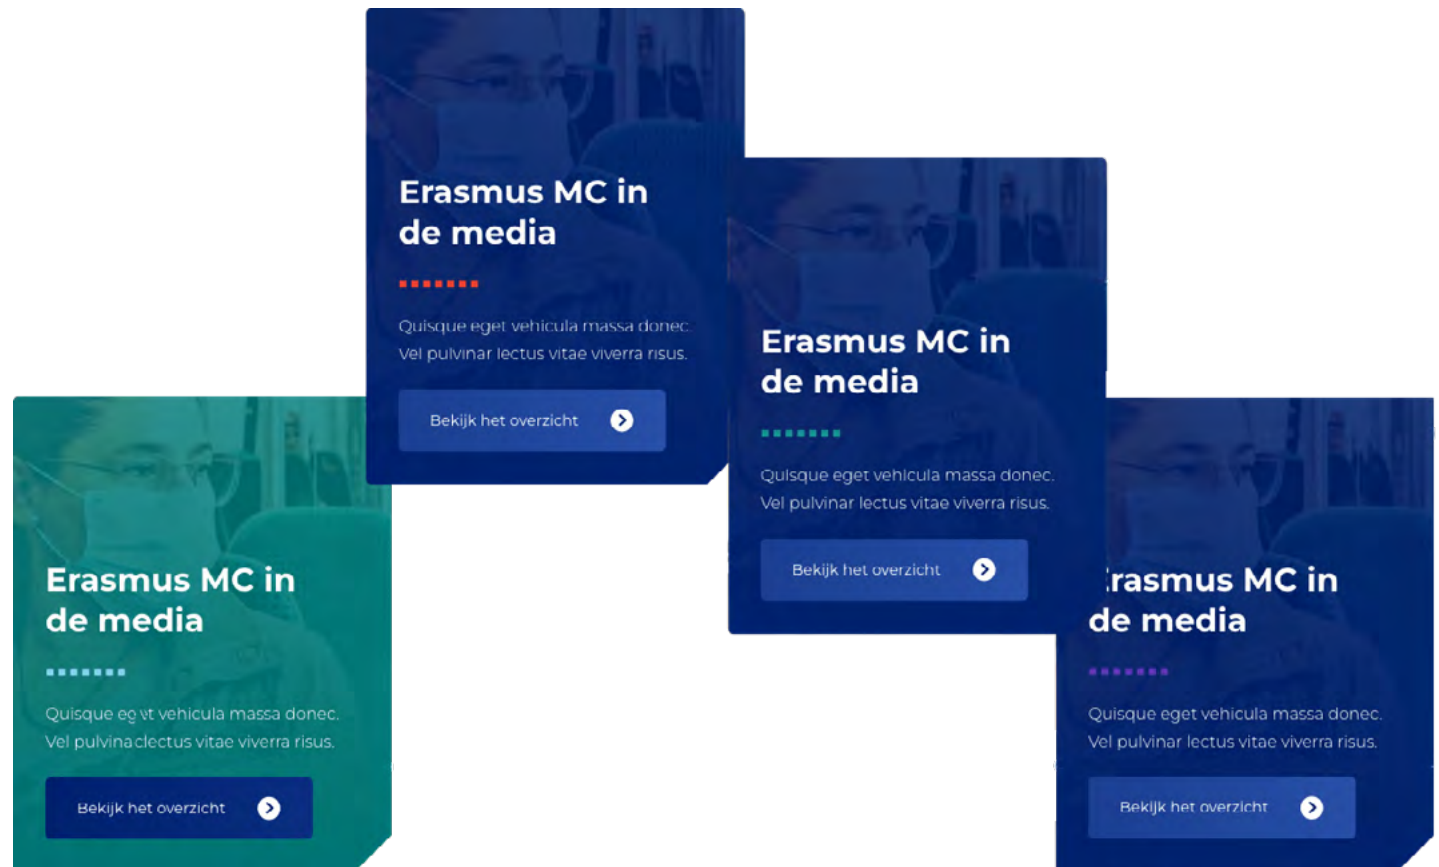 Erasmus MC in
de media
Quisque eget vehicula massa donec.
Vel pulvinar lectus vitae viverra risus.
Bekijk het overzicht
Erasmus MC in
de media
Quisque eget vehicula massa donec.
Vel pulvinar lectus vitae viverra risus.
Bekijk het overzicht
Erasmus MC in
de media
Quisque egvt vehicula massa donec.
Vel pulvinaclectus vitae viverra risus.
Bekijk het overzicht
:rasmus MC in
de media
Quisque eget vehicula massa donec.
Vel pulvinar lectus vitae viverra risus.
Bekijk het overzicht